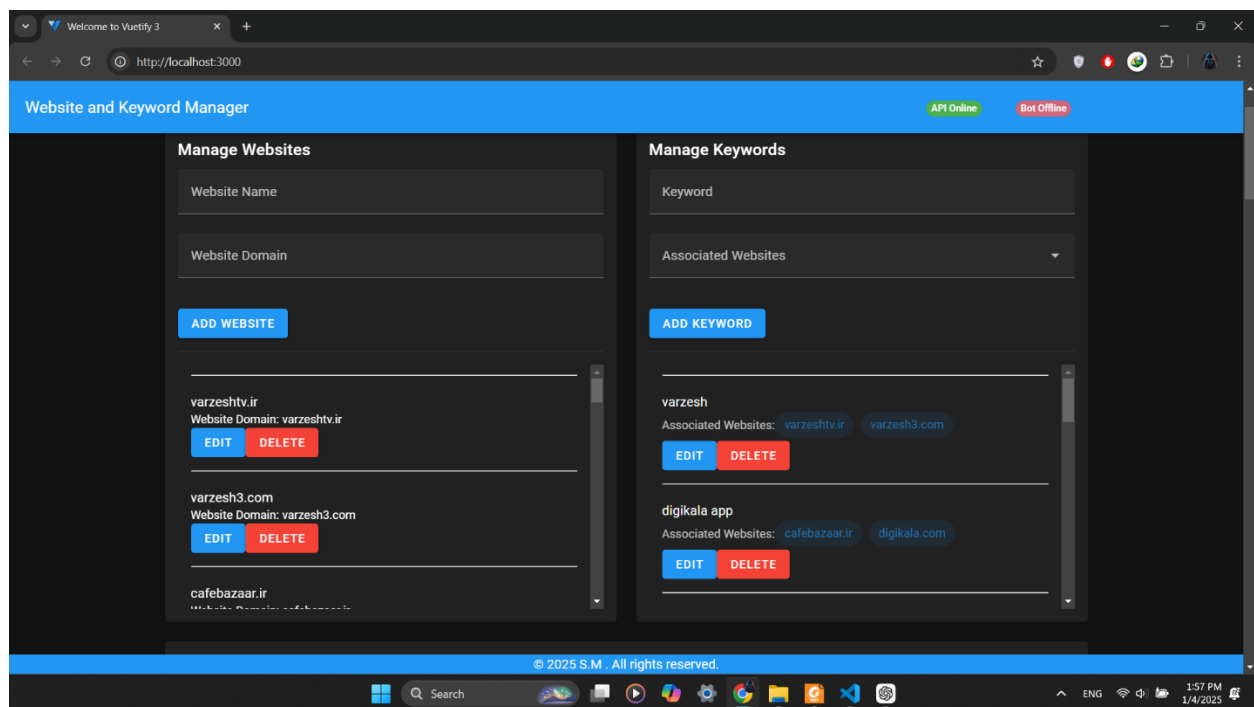 Welcome to Vuetify 3
http://localhost:3000
Website and Keyword Manager
API Online
Bot Offline
Manage Websites
Website Name
Website Domain
ADD WEBSITE
varzeshtv.ir
Website Domain: varzeshtv.ir
EDIT DELETE
varzesh3.com
Website Domain: varzesh3.com
EDIT DELETE
cafebazaar.ir
Website Domain: cafebazaar.ir
Manage Keywords
Keyword
Associated Websites
ADD KEYWORD
varzesh
Associated Websites: varzeshtv.ir varzesh3.com
EDIT DELETE
digikala app
Associated Websites: cafebazaar.ir digikala.com
EDIT DELETE
© 2025 S.M . All rights reserved.
Search
ENG
1:57 PM
1/4/2025